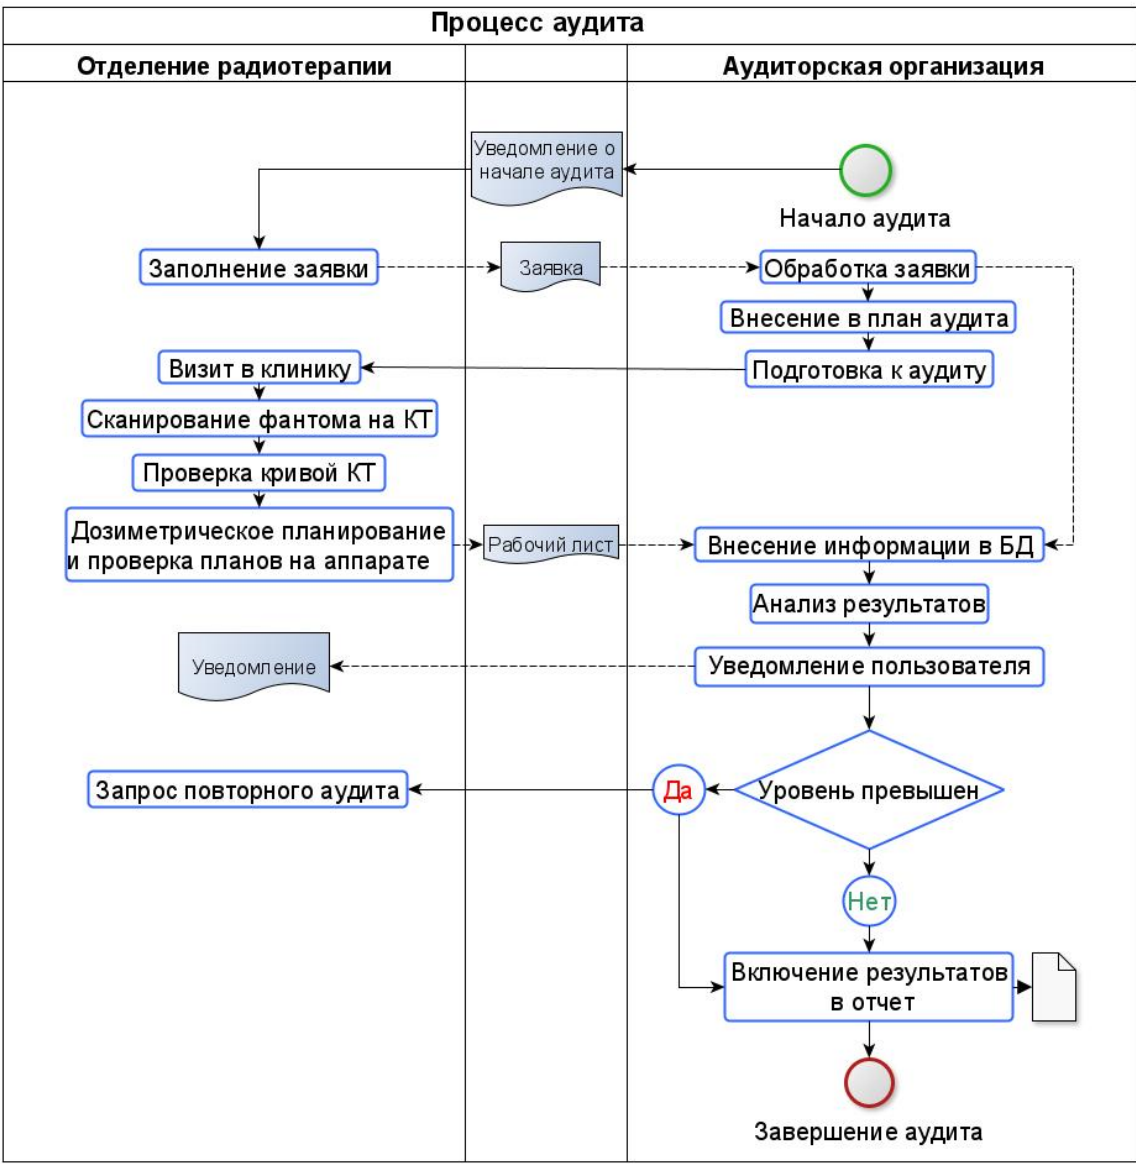 Процесс аудита
Отделение радиотерапии
Аудиторская организация
Уведомление о
начале аудита
Начало аудита
Заполнение заявки
Заявка
Обработка заявки
Внесение в план аудита
Визит в клинику
Подготовка к аудиту
Сканирование фантома на КТ
Проверка кривой КТ
Дозиметрическое планирование
и проверка планов на аппарате
Рабочий лист
Внесение информации в БД
Анализ результатов
Уведомление
Уведомление пользователя
Запрос повторного аудита
Да
Уровень превышен
Нет
Включение результатов
в отчет
Завершение аудита